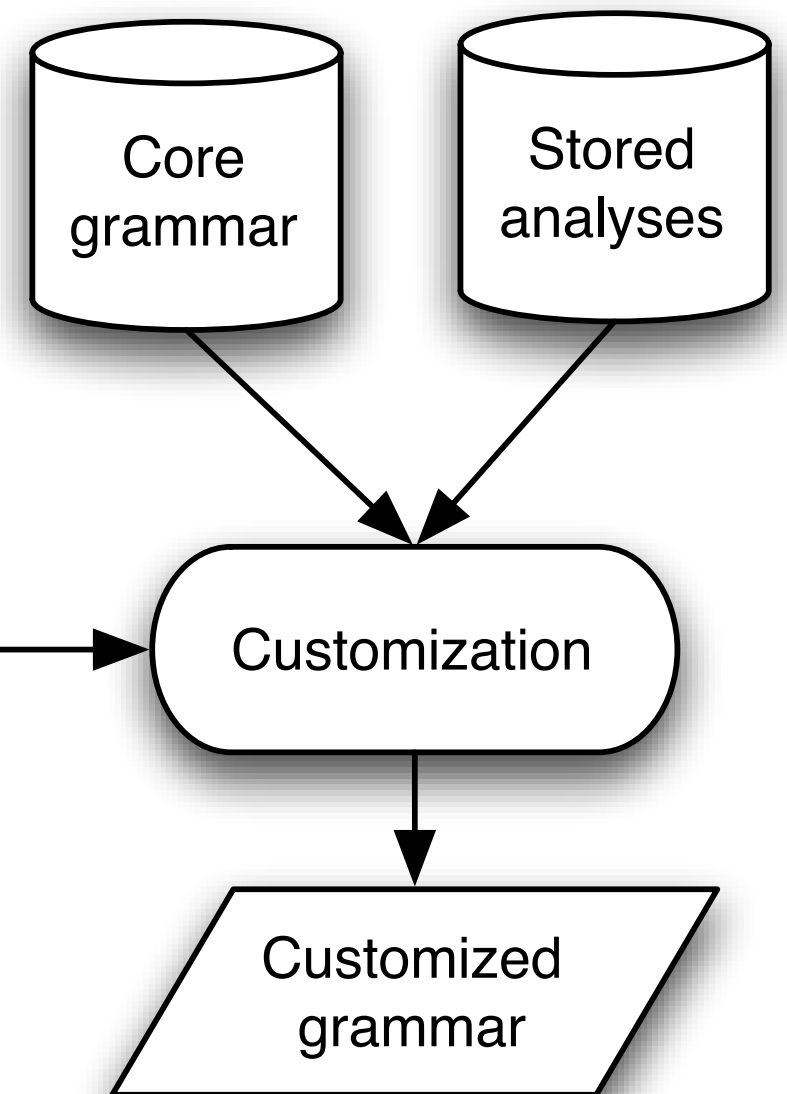 Core
grammar
Stored
analyses
Customization
Customized
grammar